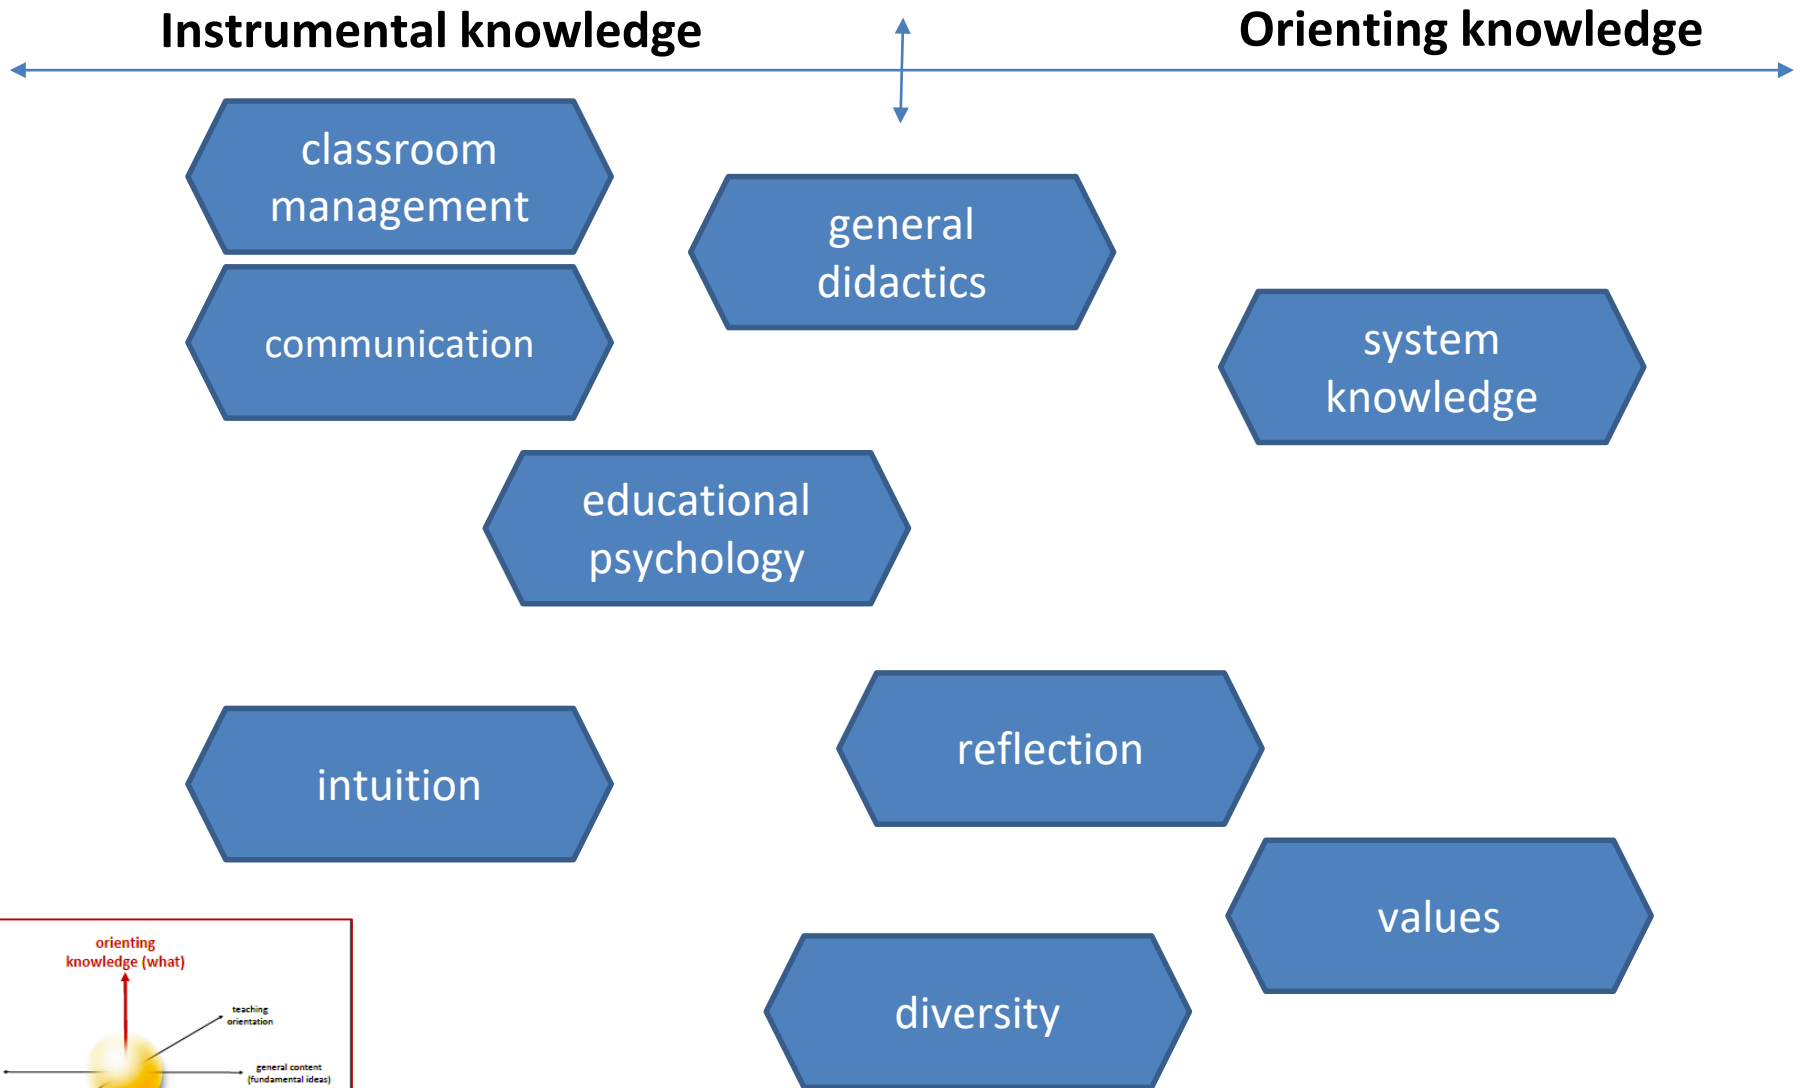 Instrumental knowledge
Orienting knowledge
classroom
management
general
didactics
communication
system
knowledge
educational
psychology
reflection
intuition
values
diversity
orienting
knowledge (what)
teaching
orientation
general content
(fundamental ideas)